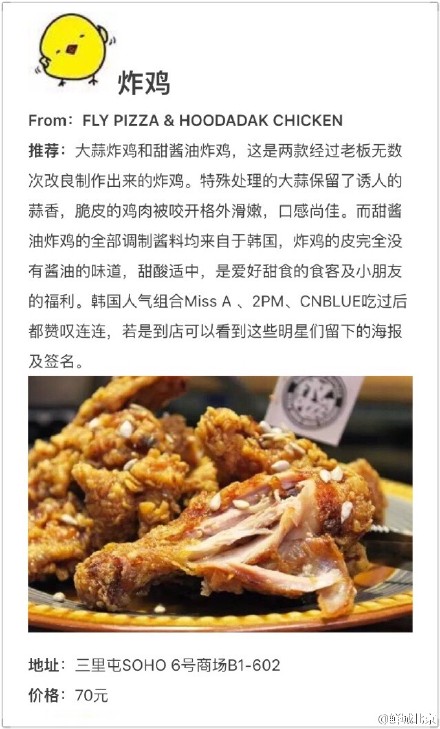 炸鸡
From：FLY PIZZA & HOODADAK CHICKEN
推荐：大蒜炸鸡和甜酱油炸鸡，这是两款经过老板无数
次改良制作出来的炸鸡。特殊处理的大蒜保留了诱人的
蒜香，脆皮的鸡肉被咬开格外滑嫩，口感尚佳。而甜酱
油炸鸡的全部调制酱料均来自于韩国，炸鸡的皮完全没
有酱油的味道，甜酸适中，是爱好甜食的食客及小朋友
的福利。韩国人气组合Miss A 、2PM、CNBLUE吃过后
都赞叹连连，若是到店可以看到这些明星们留下的海报
及签名。
地址：三里屯SOHO 6号商场B1-602
价格：70元